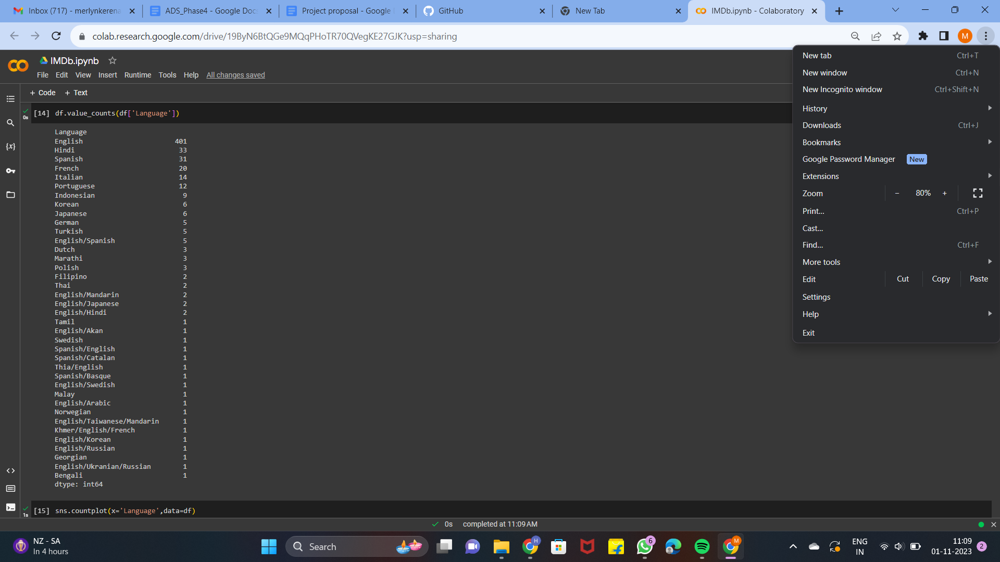 Inbox (717) - merlynkerena
ADS_Phase4 - Google Docs
Project proposal - Google
GitHub
New Tab
IMDb.ipynb - Colaboratory
colab.research.google.com/drive/19ByN6BtQGe9MQqPHoTR70QVegKE27GJK?usp=sharing
M
IMDb.ipynb
File Edit View Insert Runtime Tools Help All changes saved
+ Code + Text
[14] df.value_counts(df['Language'])
0s
Language
English 401
Hindi 33
Spanish 31
French 20
Italian 14
Portuguese 12
Indonesian 9
Korean 6
Japanese 6
German 5
Turkish 5
English/Spanish 5
Dutch 3
Marathi 3
Polish 3
Filipino 2
Thai 2
English/Mandarin 2
English/Japanese 2
English/Hindi 2
Tamil 1
English/Akan 1
Swedish 1
Spanish/English 1
Spanish/Catalan 1
Thia/English 1
Spanish/Basque 1
English/Swedish 1
Malay 1
English/Arabic 1
Norwegian 1
English/Taiwanese/Mandarin 1
Khmer/English/French 1
English/Korean 1
English/Russian 1
Georgian 1
English/Ukranian/Russian 1
Bengali 1
dtype: int64
[15] sns.countplot(x='Language',data=df)
1s
0s completed at 11:09 AM
New tab Ctrl+T
New window Ctrl+N
New Incognito window Ctrl+Shift+N
History
Downloads Ctrl+J
Bookmarks
Google Password Manager New
Extensions
Zoom - 80% +
Print... Ctrl+P
Cast...
Find... Ctrl+F
More tools
Edit Cut Copy Paste
Settings
Help
Exit
NZ - SA
In 4 hours
Search
H
6
M
ENG
IN
11:09
01-11-2023
2